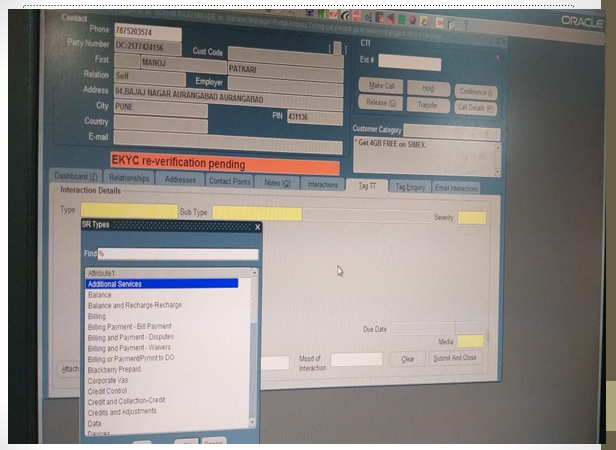 ORACLE
Contact
Phone 7875203574
Party Number OC:2177424156 Cust Code
First MANOJ PATKARI
Relation Self Employer
Address 04,BAJAJ NAGAR AURANGABAD AURANGABAD
City PUNE PIN 431136
Country
E-mail
CTI
Ext #
Make Call Hold Conference (I)
Release (G) Transfer Call Details (P)
Customer Category
* Get 4GB FREE on SIMEX.
EKYC re-verification pending
Dashboard (Z) Relationships Addresses Contact Points Notes (Q) Interactions Tag TT Tag Enquiry Email Interactions
Interaction Details
Type Sub Type Severity
SR Types X
Find %
Attribute1
Additional Services
Balance
Balance and Recharge-Recharge
Billing
Billing Payment - Bill Payment
Billing and Payment - Disputes
Billing and Payment - Waivers
Billing or Payment/Pymnt to DO
Blackberry Prepaid
Corporate Vas
Credit Control
Credit and Collection-Credit
Credits and Adjustments
Data
Devices
Due Date
Media
Attach
Mood of Interaction
Clear Submit And Close